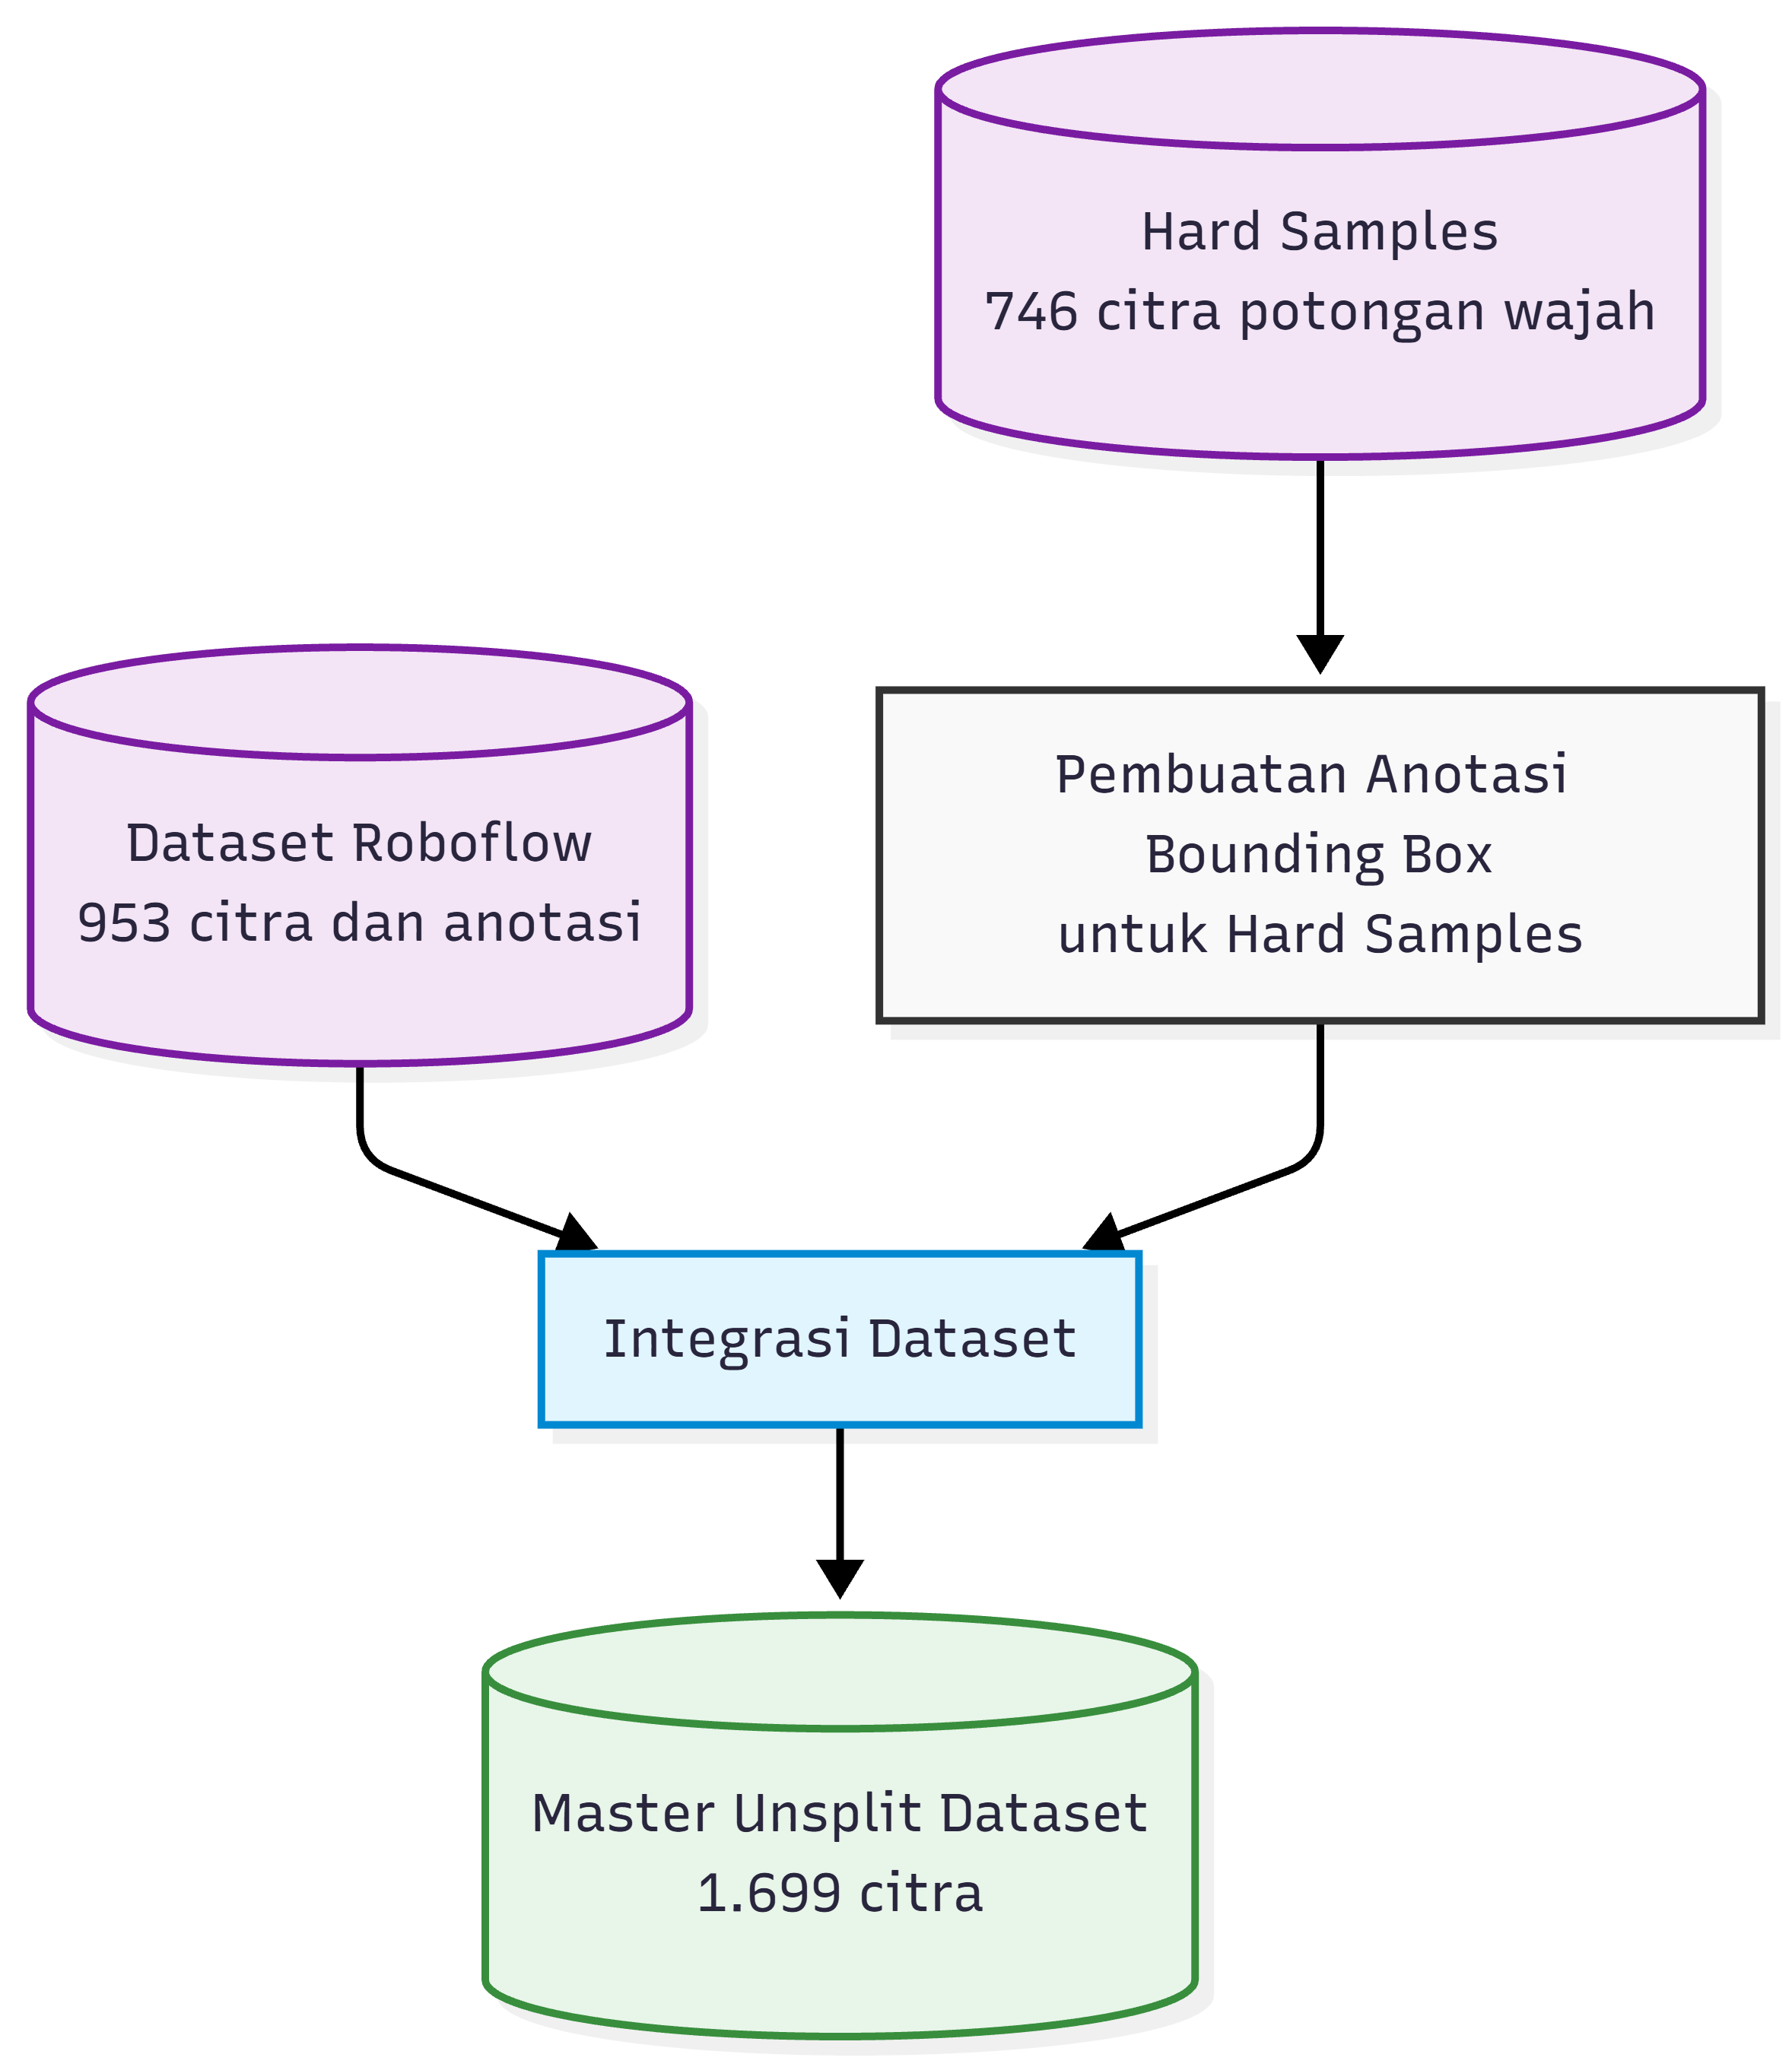 Hard Samples
746 citra potongan wajah
Dataset Roboflow
953 citra dan anotasi
Pembuatan Anotasi
Bounding Box
untuk Hard Samples
Integrasi Dataset
Master Unsplit Dataset
1.699 citra